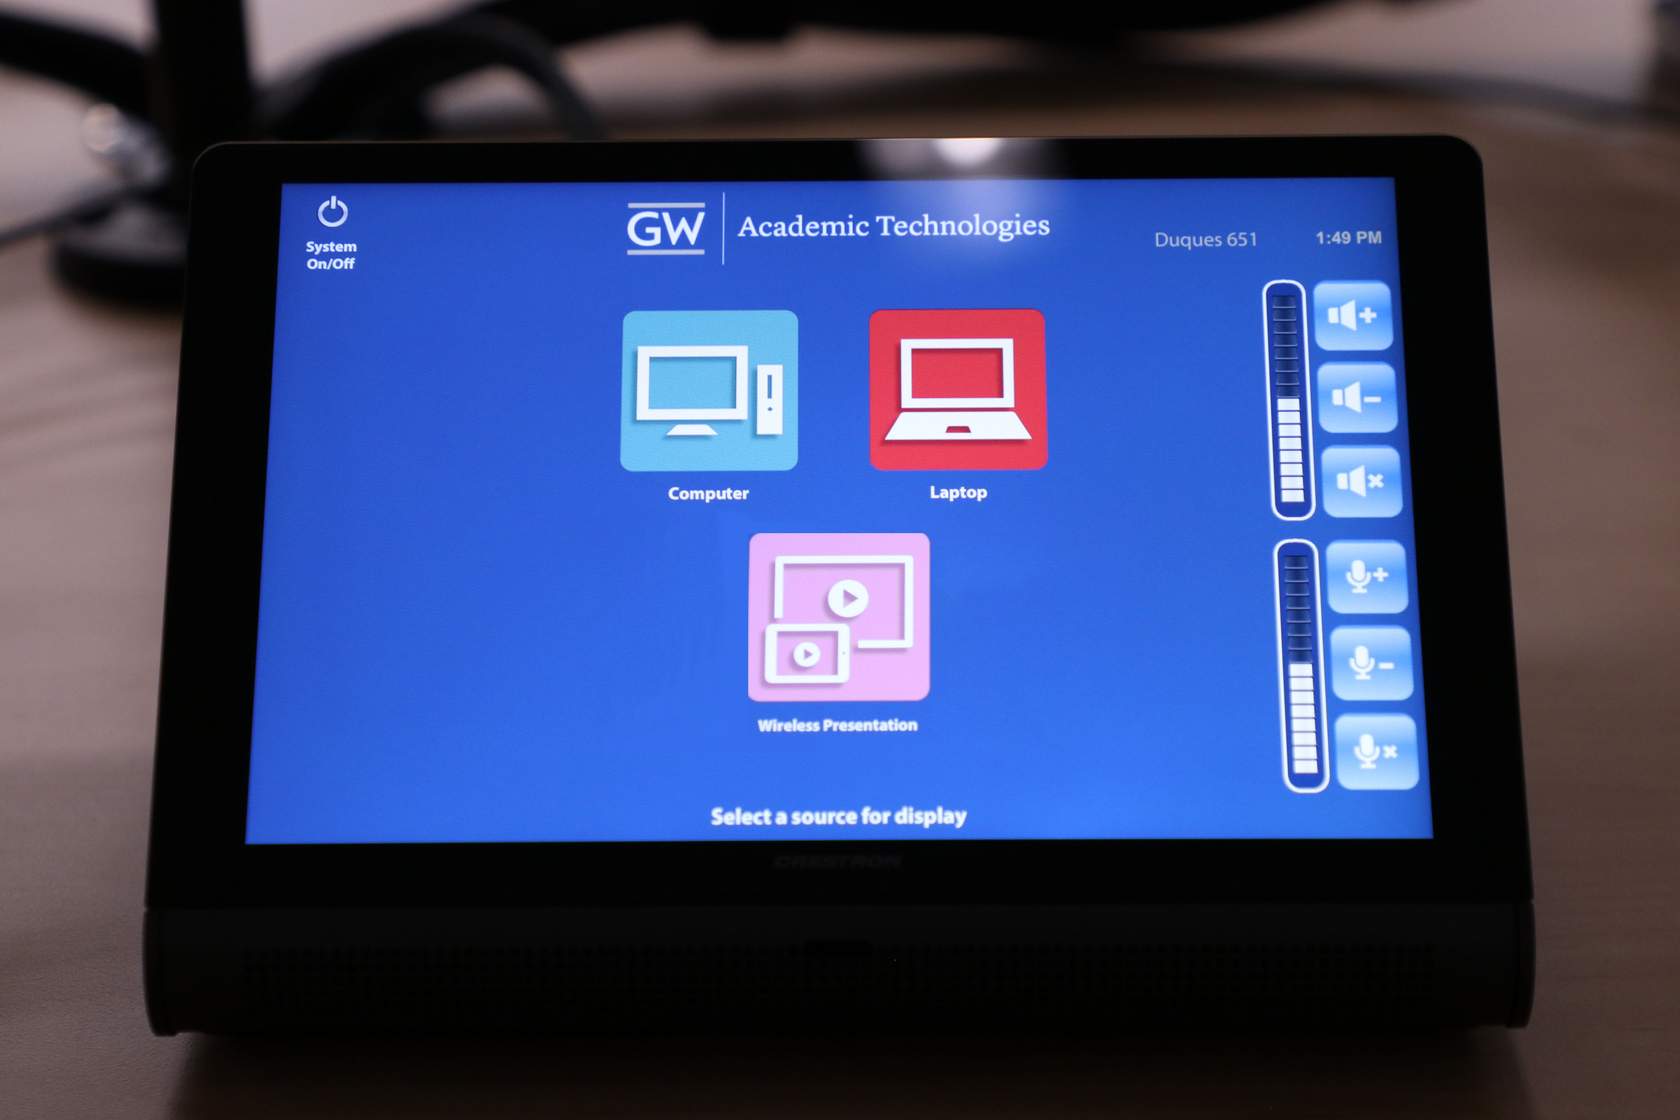 System
On/Off
GW
Academic Technologies
Duques 651
1:49 PM
Computer
Laptop
Wireless Presentation
Select a source for display
CRESTRON